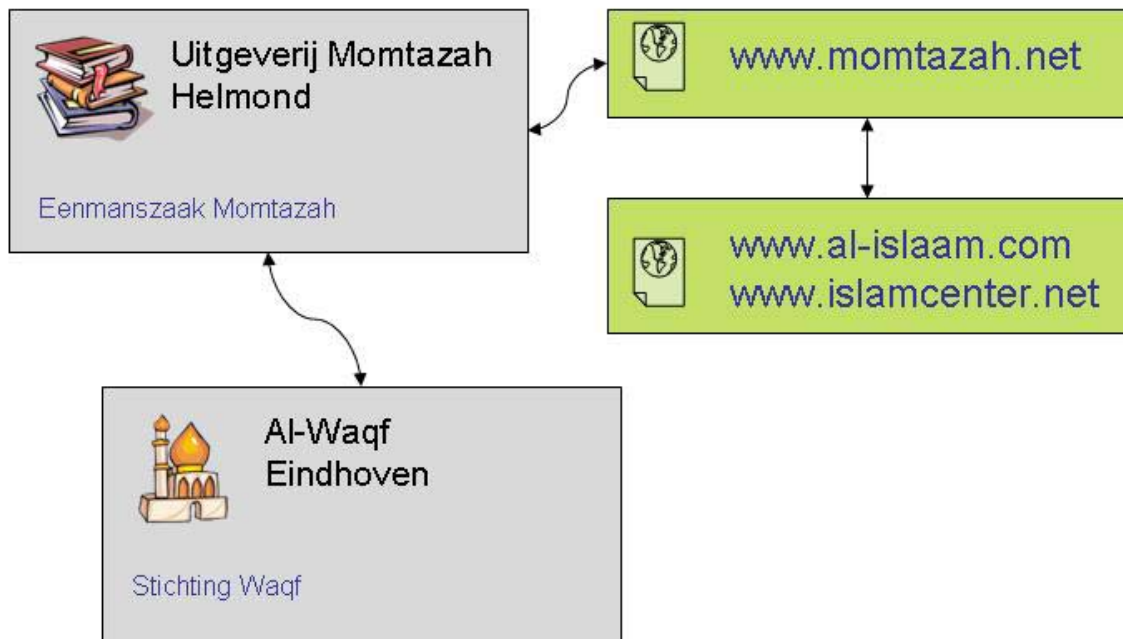 Uitgeverij Momtazah
Helmond
Eenmanszaak Momtazah
www.momtazah.net
www.al-islaam.com
www.islamcenter.net
Al-Waqf
Eindhoven
Stichting Waqf